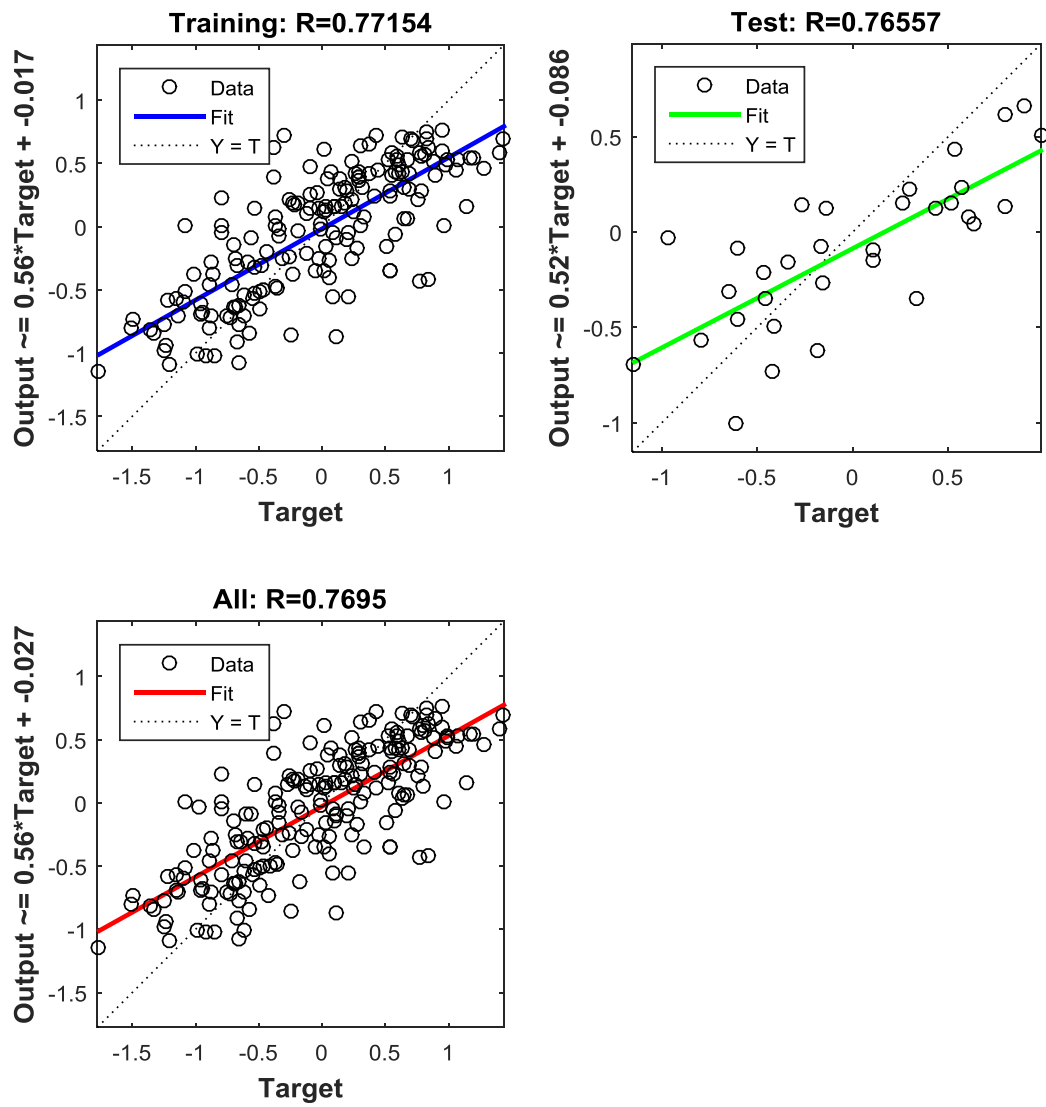 Training: R=0.77154
Output ~= 0.56*Target + -0.017
Data
Fit
Y = T
1
0.5
0
-0.5
-1
-1.5
-1.5 -1 -0.5 0 0.5 1
Target
Test: R=0.76557
Output ~= 0.52*Target + -0.086
Data
Fit
Y = T
0.5
0
-0.5
-1
-1 -0.5 0 0.5
Target
All: R=0.7695
Output ~= 0.56*Target + -0.027
Data
Fit
Y = T
1
0.5
0
-0.5
-1
-1.5
-1.5 -1 -0.5 0 0.5 1
Target